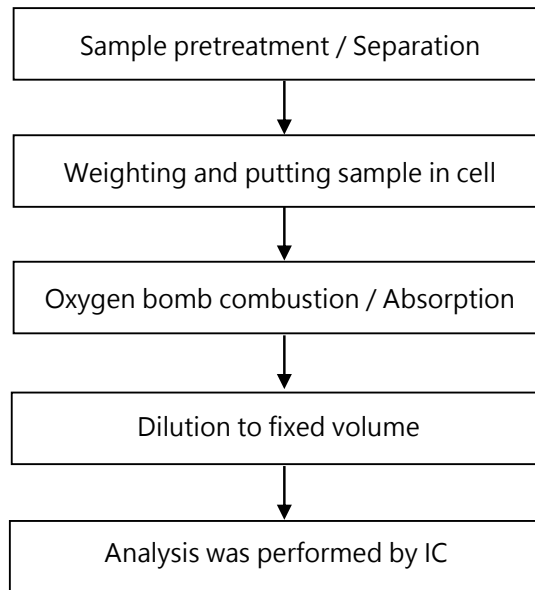 Sample pretreatment / Separation
Weighting and putting sample in cell
Oxygen bomb combustion / Absorption
Dilution to fixed volume
Analysis was performed by IC